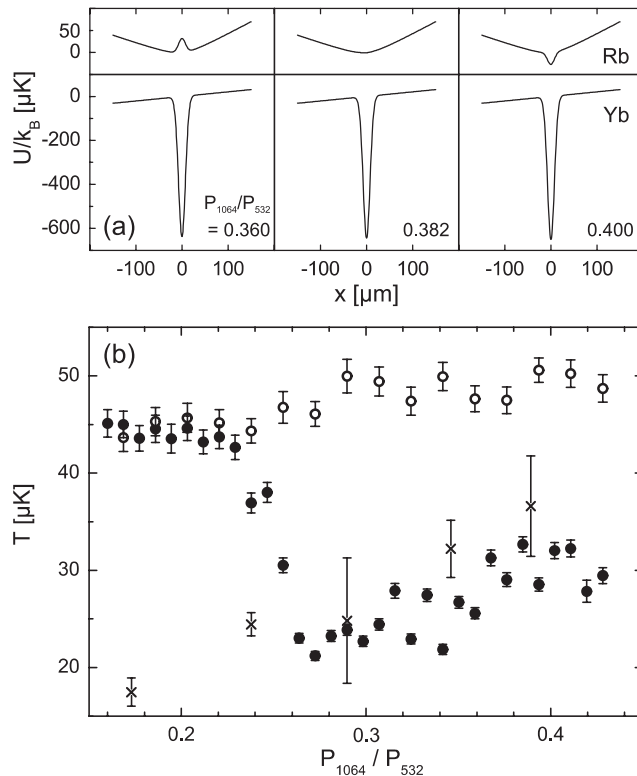 50
0
Rb
0
-200
-400
-600
U/k_B [µK]
Yb
(a)
P_1064/P_532
= 0.360
0.382
0.400
-100 0 100 -100 0 100 -100 0 100
x [µm]
(b)
50
40
30
20
T [µK]
0.2 0.3 0.4
P_1064 / P_532